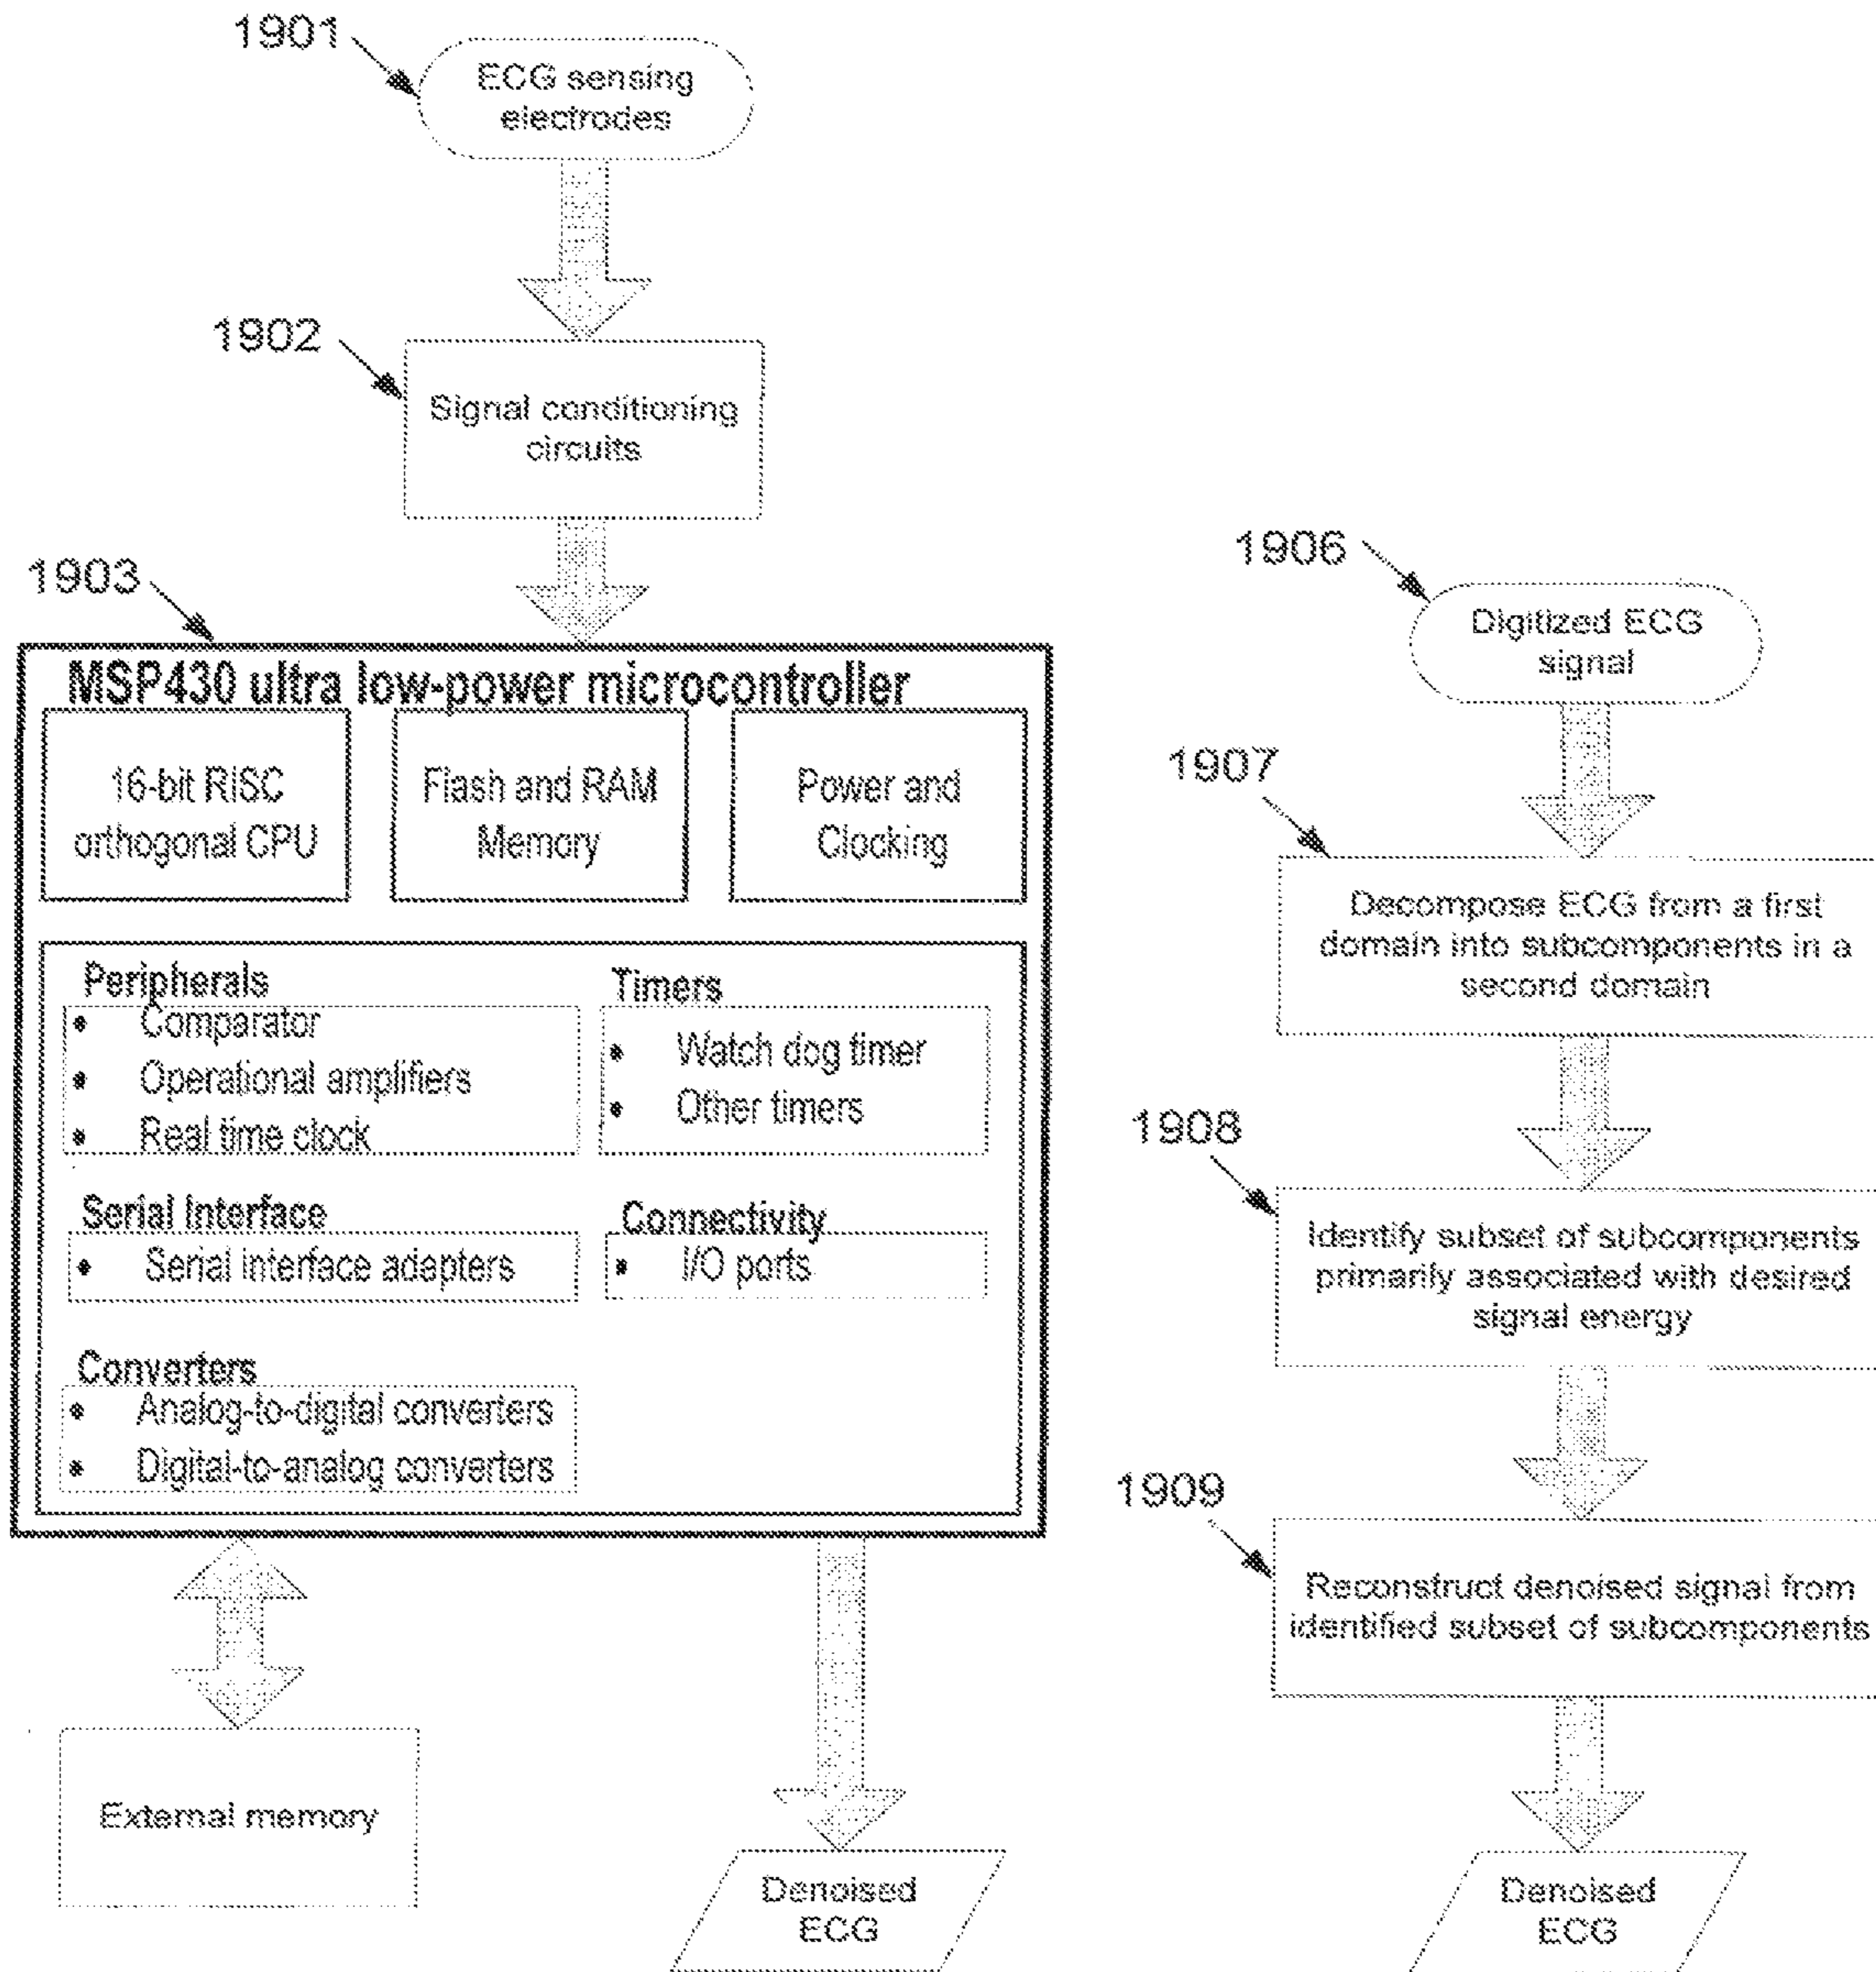 1901
ECG sensing
electrodes
1902
Signal conditioning
circuits
1903
MSP430 ultra low-power microcontroller
16-bit RISC
orthogonal CPU
Flash and RAM
Memory
Power and
Clocking
Peripherals
• Comparator
• Operational amplifiers
• Real time clock
Timers
• Watch dog timer
• Other timers
Serial Interface
• Serial interface adapters
Connectivity
• I/O ports
Converters
• Analog-to-digital converters
• Digital-to-analog converters
External memory
Denoised
ECG
1906
Digitized ECG
signal
1907
Decompose ECG from a first
domain into subcomponents in a
second domain
1908
Identify subset of subcomponents
primarily associated with desired
signal energy
1909
Reconstruct denoised signal from
identified subset of subcomponents
Denoised
ECG